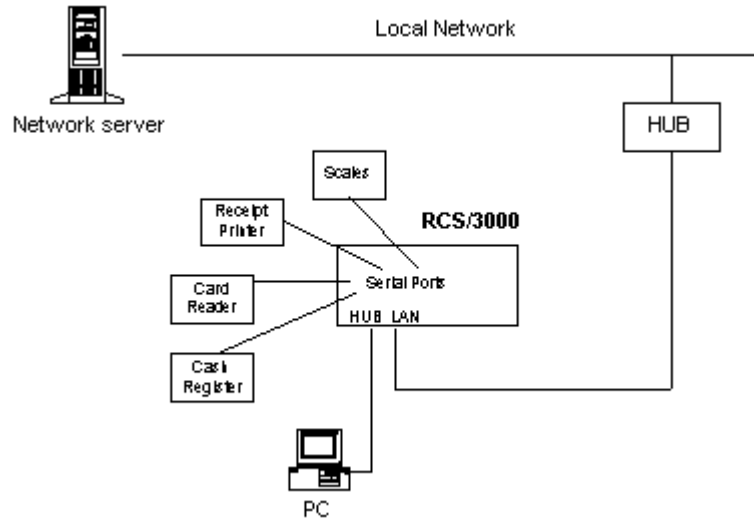 Local Network
Network server
HUB
Scales
Receipt
Printer
RCS/3000
Card
Reader
Serial Ports
HUB LAN
Cash
Register
PC